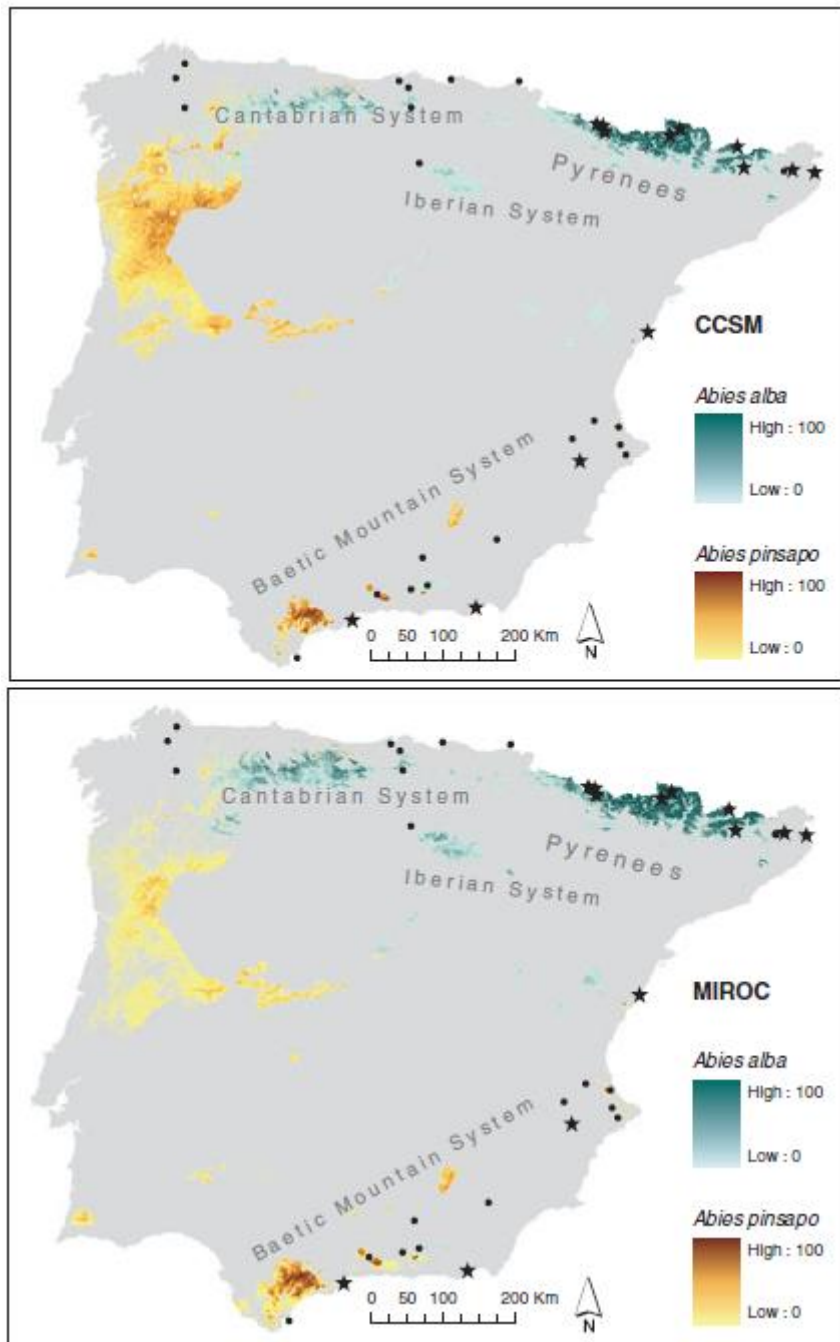 Cantabrian System
Pyrenees
Iberian System
CCSM
Abies alba
High : 100
Low : 0
Baetic Mountain System
Abies pinsapo
High : 100
Low : 0
0 50 100 200 Km
N
Cantabrian System
Pyrenees
Iberian System
MIROC
Abies alba
High : 100
Low : 0
Baetic Mountain System
Abies pinsapo
High : 100
Low : 0
0 50 100 200 Km
N